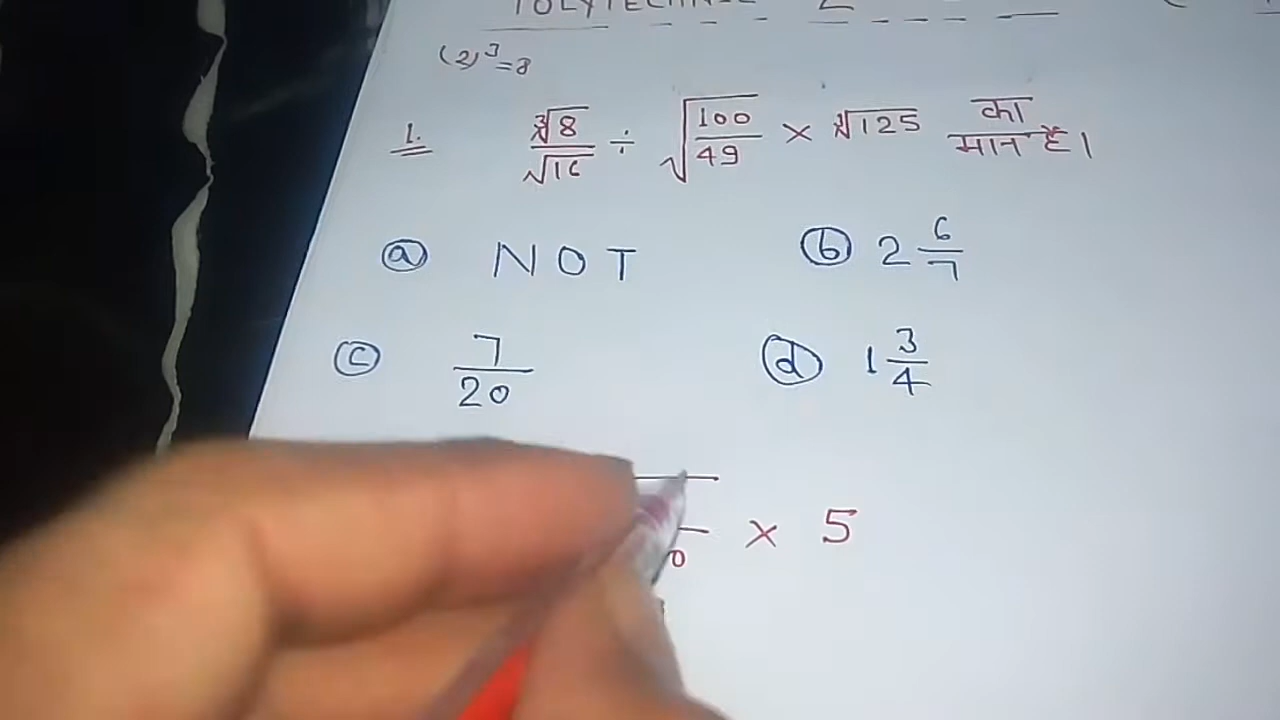 (2)³=8
1. ∛8/√16 ÷ √(100/49) × ∛125 का मान है।
(a) NOT (b) 2 6/7
(c) 7/20 (d) 1 3/4
× 5